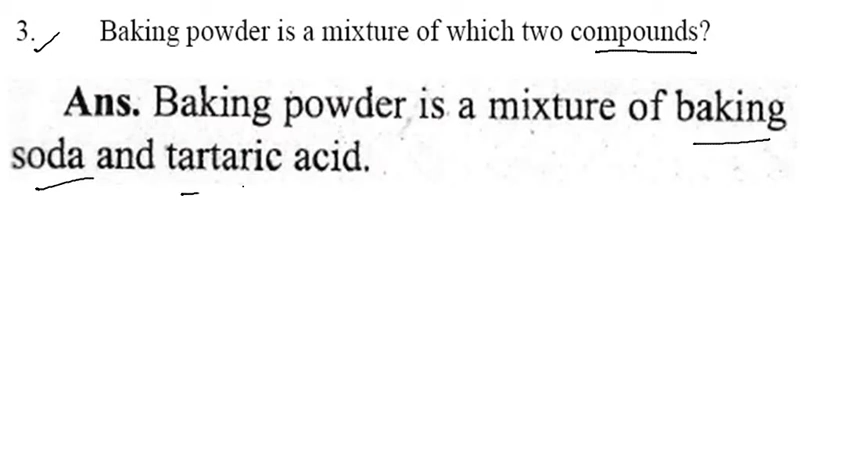 3. Baking powder is a mixture of which two compounds?
Ans. Baking powder is a mixture of baking
soda and tartaric acid.